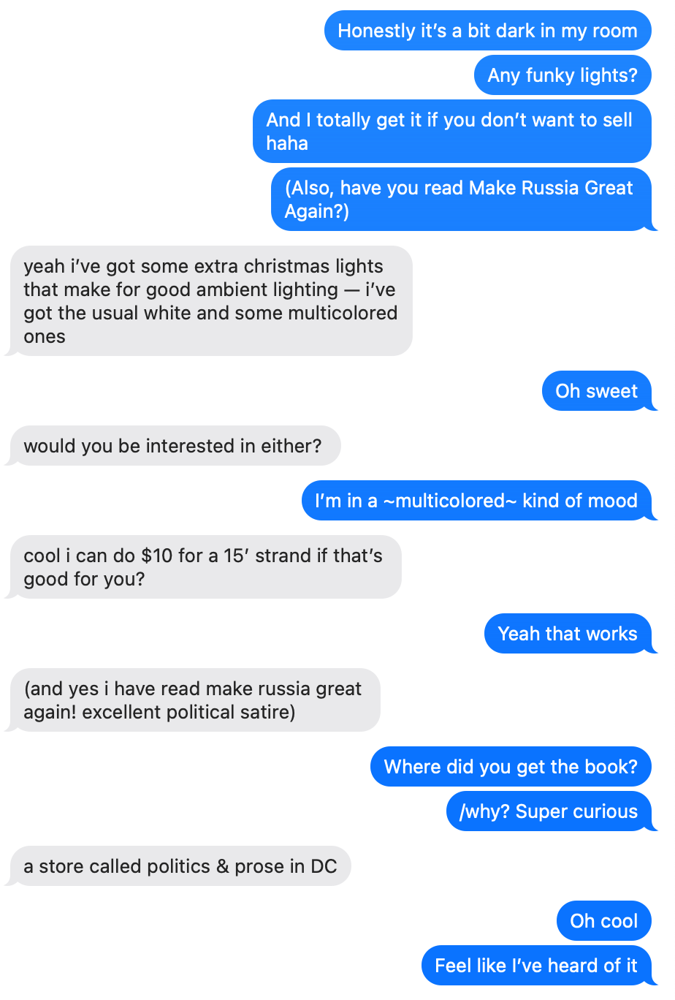 Honestly it’s a bit dark in my room
Any funky lights?
And I totally get it if you don’t want to sell
haha
(Also, have you read Make Russia Great
Again?)
yeah i’ve got some extra christmas lights
that make for good ambient lighting — i’ve
got the usual white and some multicolored
ones
Oh sweet
would you be interested in either?
I’m in a ~multicolored~ kind of mood
cool i can do $10 for a 15′ strand if that’s
good for you?
Yeah that works
(and yes i have read make russia great
again! excellent political satire)
Where did you get the book?
/why? Super curious
a store called politics & prose in DC
Oh cool
Feel like I’ve heard of it